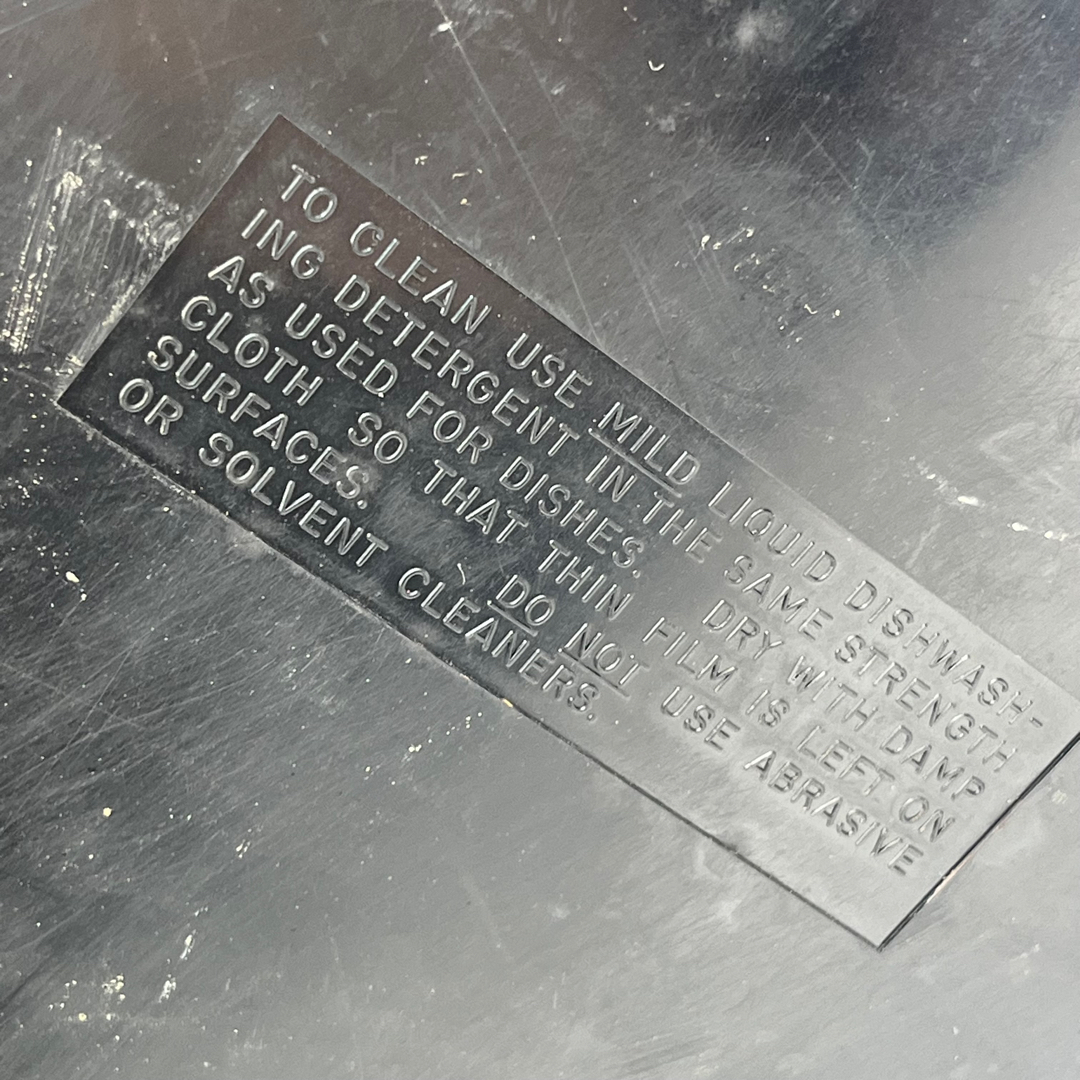 TO CLEAN USE MILD LIQUID DISHWASH-
ING DETERGENT IN THE SAME STRENGTH
AS USED FOR DISHES. DRY WITH DAMP
CLOTH SO THAT THIN FILM IS LEFT ON
SURFACES. DO NOT USE ABRASIVE
OR SOLVENT CLEANERS.